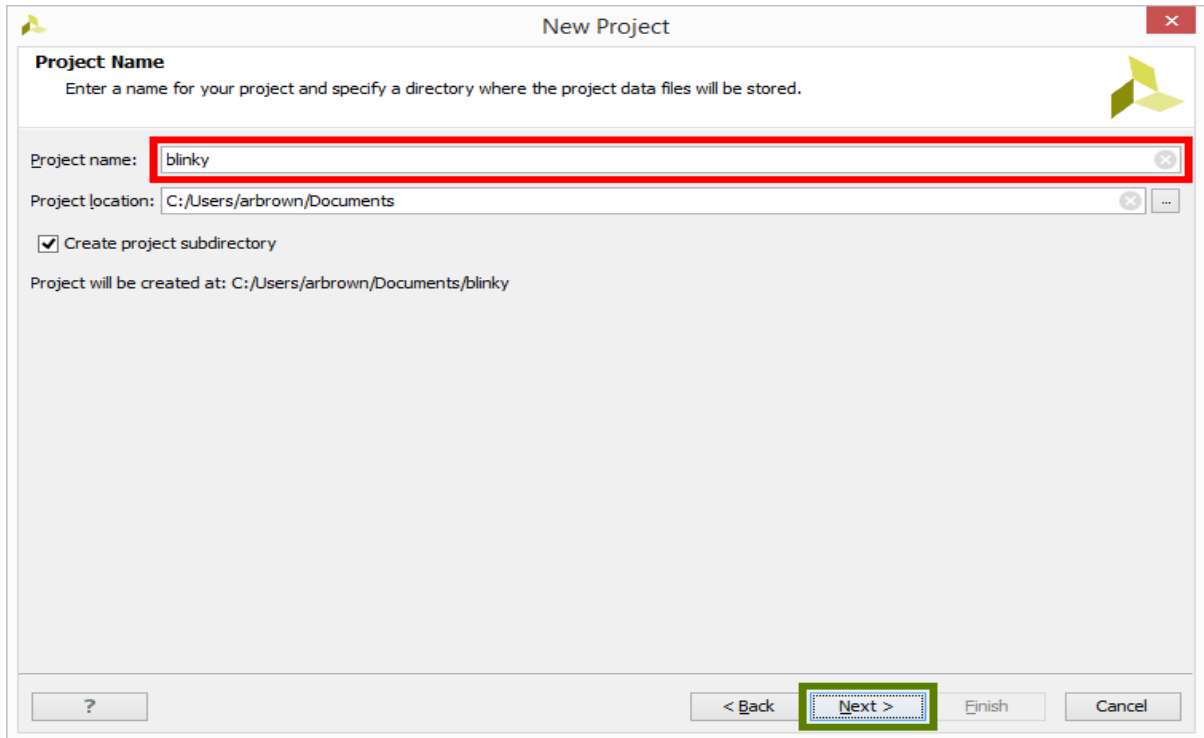 New Project
Project Name
Enter a name for your project and specify a directory where the project data files will be stored.
Project name: blinky
Project location: C:/Users/arbrown/Documents ...
Create project subdirectory
Project will be created at: C:/Users/arbrown/Documents/blinky
? < Back Next > Finish Cancel